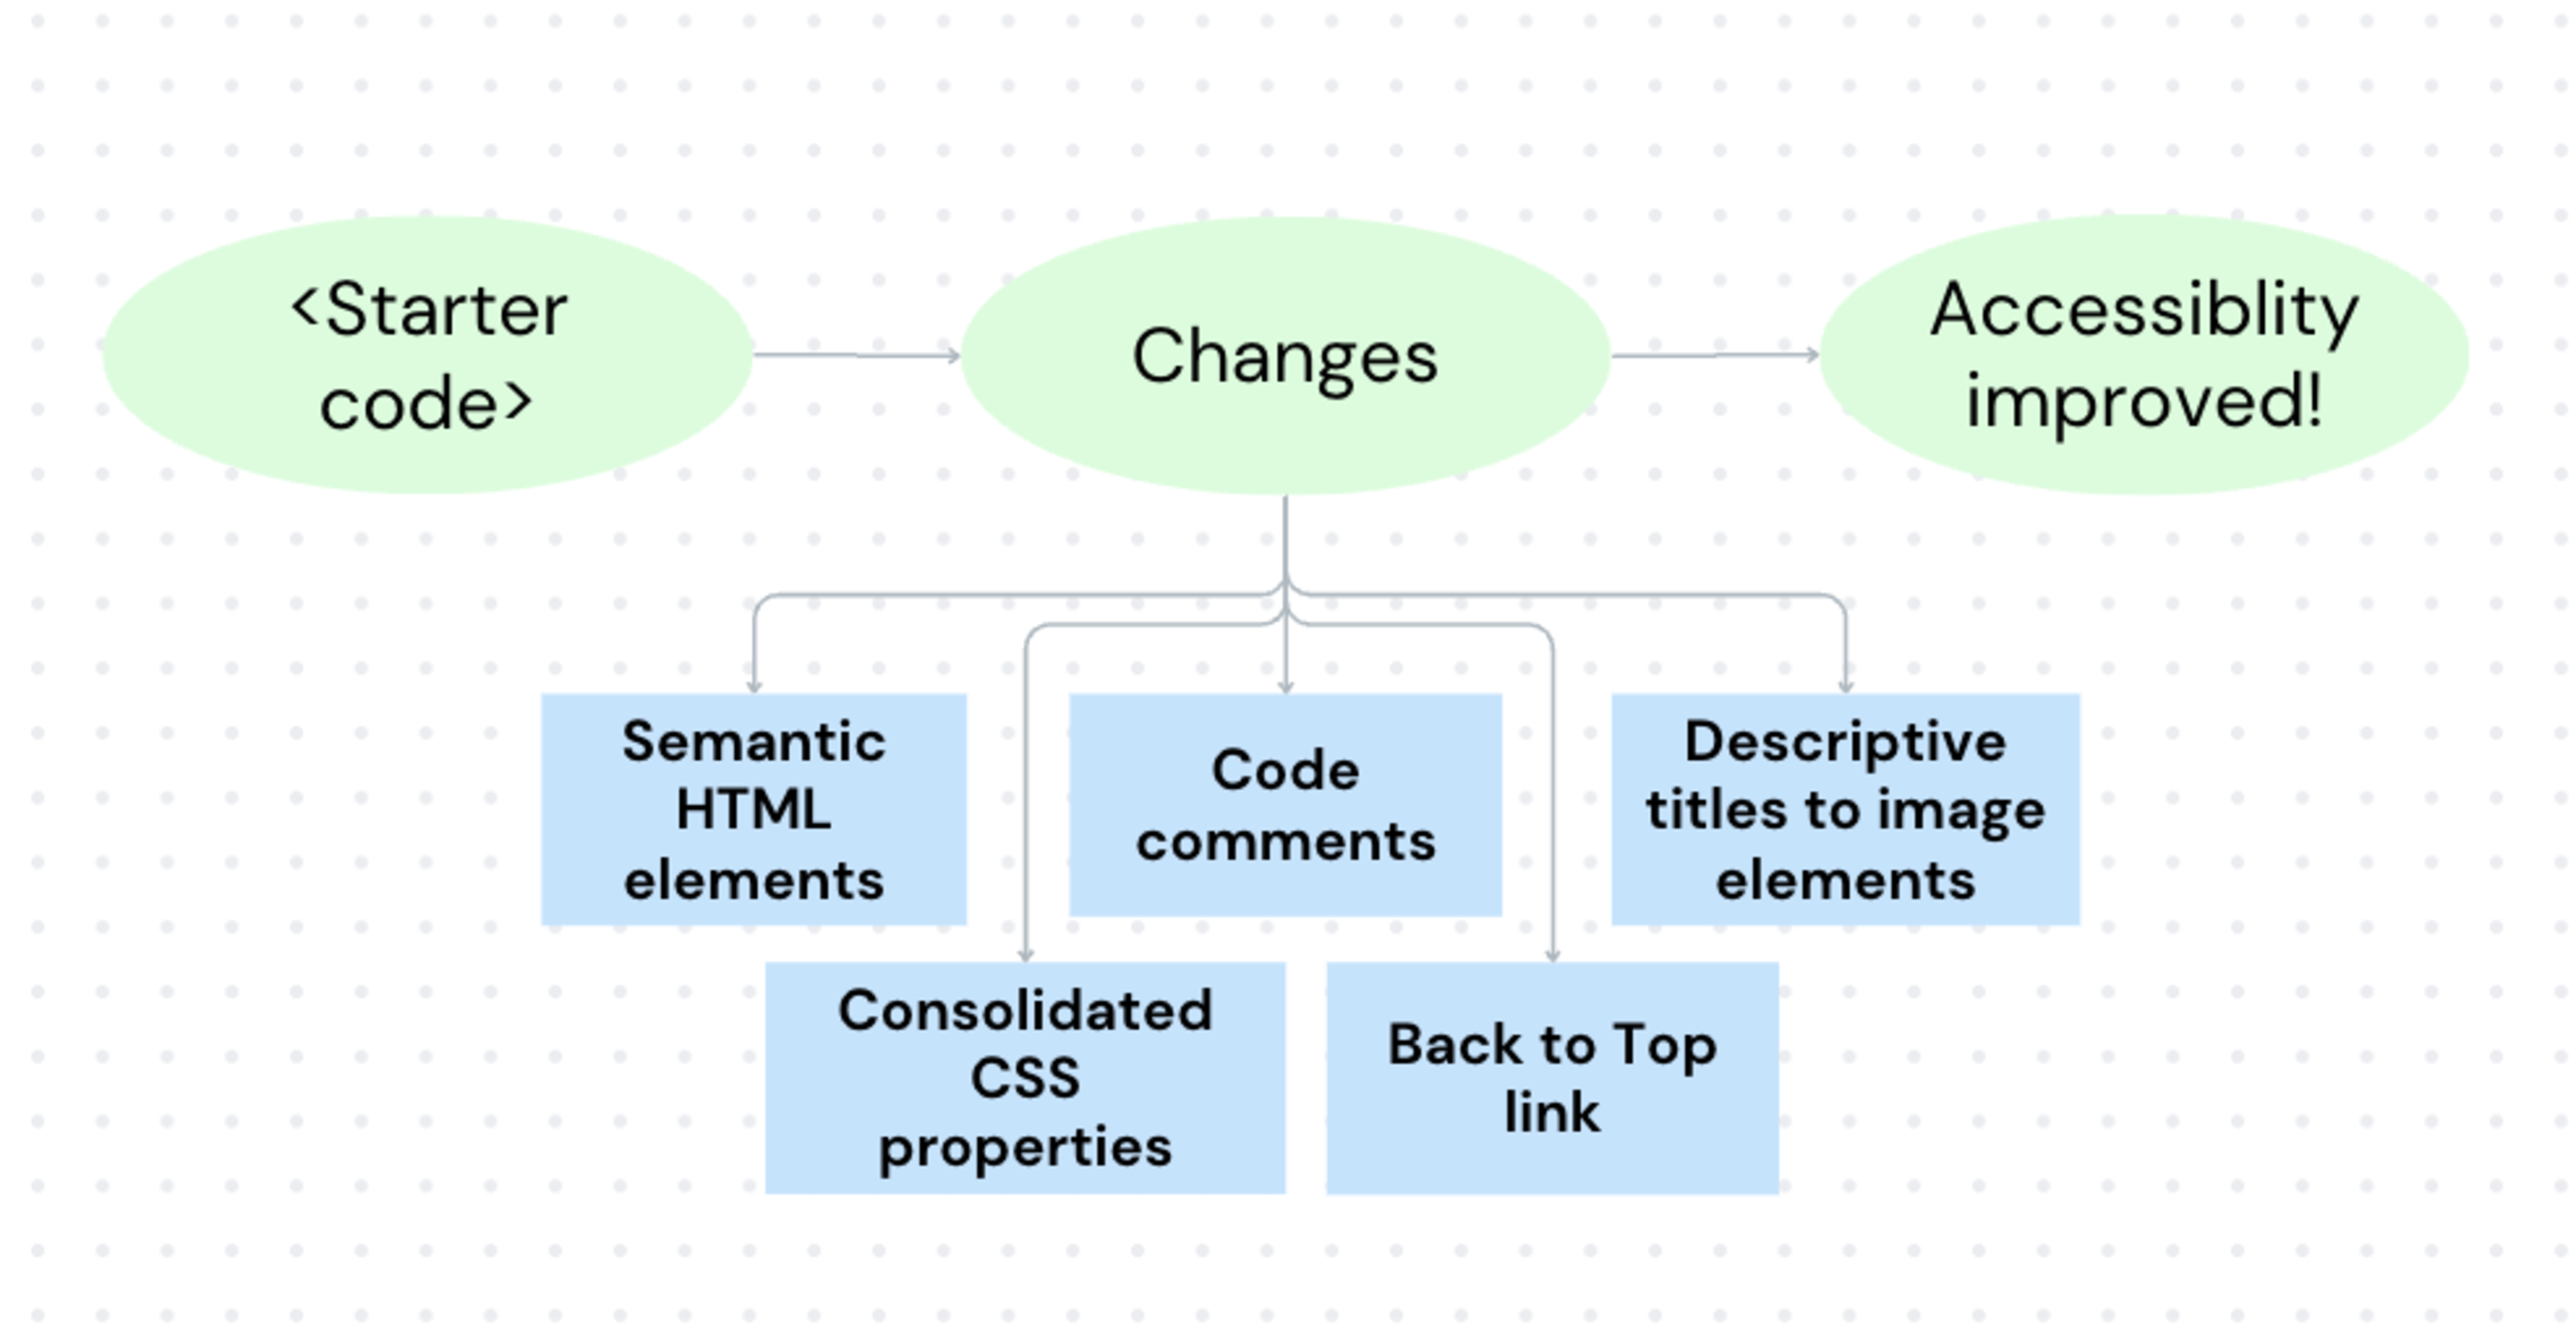 <Starter
code>
Changes
Accessiblity
improved!
Semantic
HTML
elements
Code
comments
Descriptive
titles to image
elements
Consolidated
CSS
properties
Back to Top
link